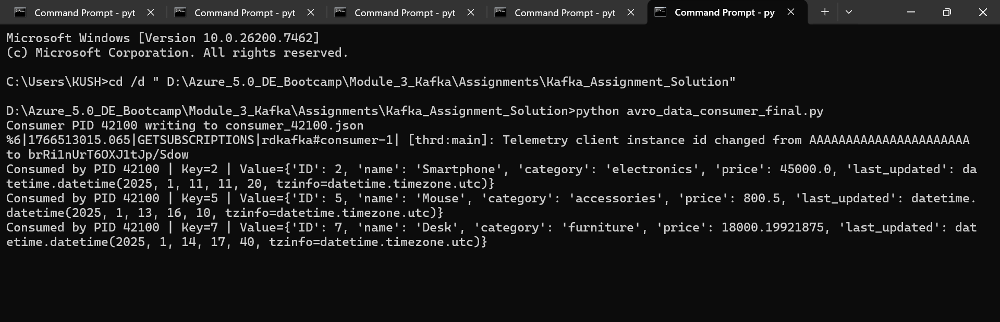 Command Prompt - pyt Command Prompt - pyt Command Prompt - pyt Command Prompt - pyt Command Prompt - py
Microsoft Windows [Version 10.0.26200.7462]
(c) Microsoft Corporation. All rights reserved.
C:\Users\KUSH>cd /d " D:\Azure_5.0_DE_Bootcamp\Module_3_Kafka\Assignments\Kafka_Assignment_Solution"
D:\Azure_5.0_DE_Bootcamp\Module_3_Kafka\Assignments\Kafka_Assignment_Solution>python avro_data_consumer_final.py
Consumer PID 42100 writing to consumer_42100.json
%6|1766513015.065|GETSUBSCRIPTIONS|rdkafka#consumer-1| [thrd:main]: Telemetry client instance id changed from AAAAAAAAAAAAAAAAAAAAAA
to brRi1nUrT6OXJ1tJp/Sdow
Consumed by PID 42100 | Key=2 | Value={'ID': 2, 'name': 'Smartphone', 'category': 'electronics', 'price': 45000.0, 'last_updated': da
tetime.datetime(2025, 1, 11, 11, 20, tzinfo=datetime.timezone.utc)}
Consumed by PID 42100 | Key=5 | Value={'ID': 5, 'name': 'Mouse', 'category': 'accessories', 'price': 800.5, 'last_updated': datetime.
datetime(2025, 1, 13, 16, 10, tzinfo=datetime.timezone.utc)}
Consumed by PID 42100 | Key=7 | Value={'ID': 7, 'name': 'Desk', 'category': 'furniture', 'price': 18000.19921875, 'last_updated': dat
etime.datetime(2025, 1, 14, 17, 40, tzinfo=datetime.timezone.utc)}